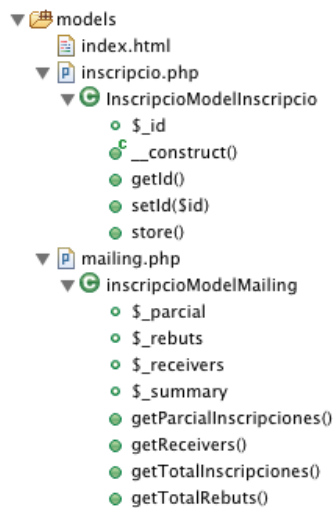 models
index.html
inscripcio.php
InscripcioModelInscripcio
$_id
__construct()
getId()
setId($id)
store()
mailing.php
inscripcioModelMailing
$_parcial
$_rebuts
$_receivers
$_summary
getParcialInscripciones()
getReceivers()
getTotalInscripciones()
getTotalRebuts()